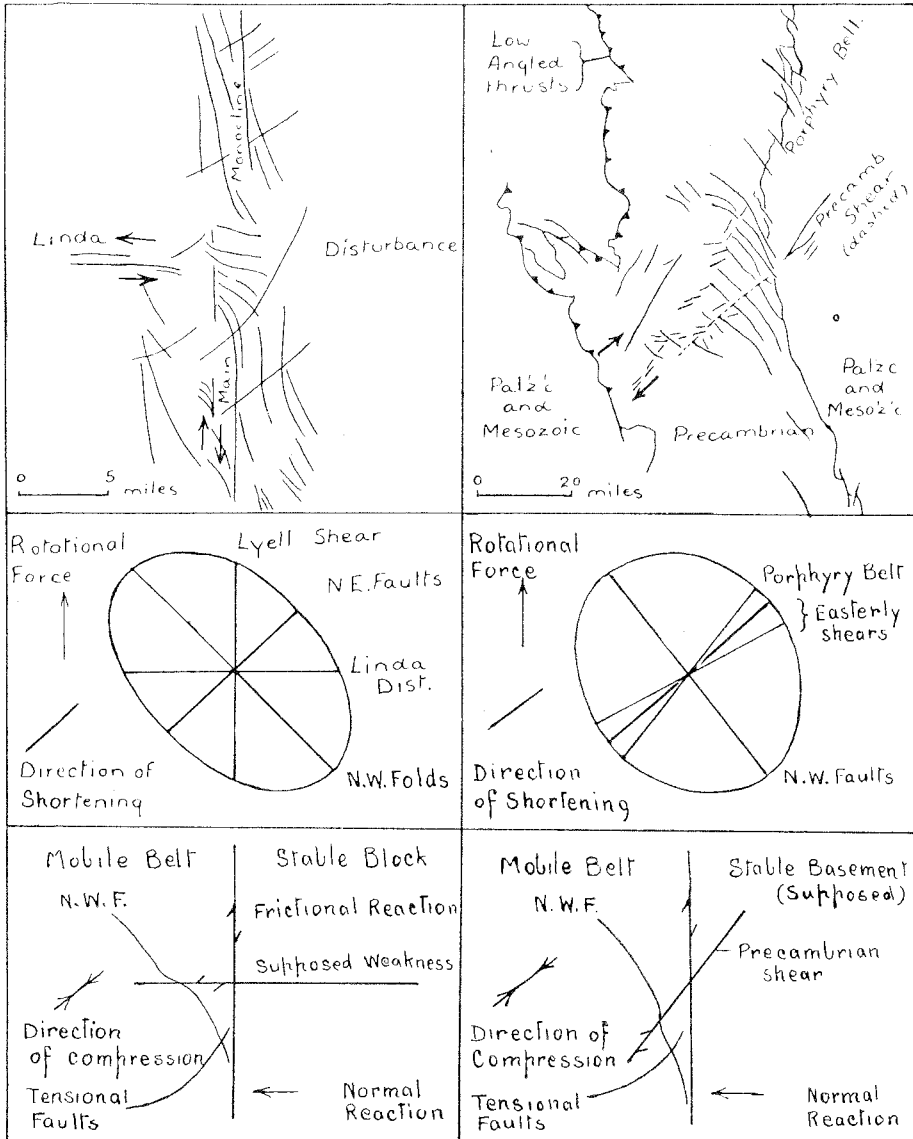 Monocline
Linda
Disturbance
Main
0 5
miles
Low
Angled
thrusts
Porphyry Belt.
Precamb
Shear
(dashed)
Palz'c
and
Mesozoic
Precambrian
Palzc
and
Mesoz'c
0 20
miles
Rotational
Force
Lyell Shear
N E. Faults
Linda
Dist.
N.W. Folds
Direction of
Shortening
Rotational
Force
Porphyry Belt
Easterly
shears
N.W. Faults
Direction
of Shortening
Mobile Belt
Stable Block
N.W.F.
Frictional Reaction
Supposed Weakness
Direction
of compression
Tensional
Faults
Normal
Reaction
Mobile Belt
Stable Basement
(Supposed)
N.W.F.
Precambrian
shear
Direction of
Compression
Tensional
Faults
Normal
Reaction